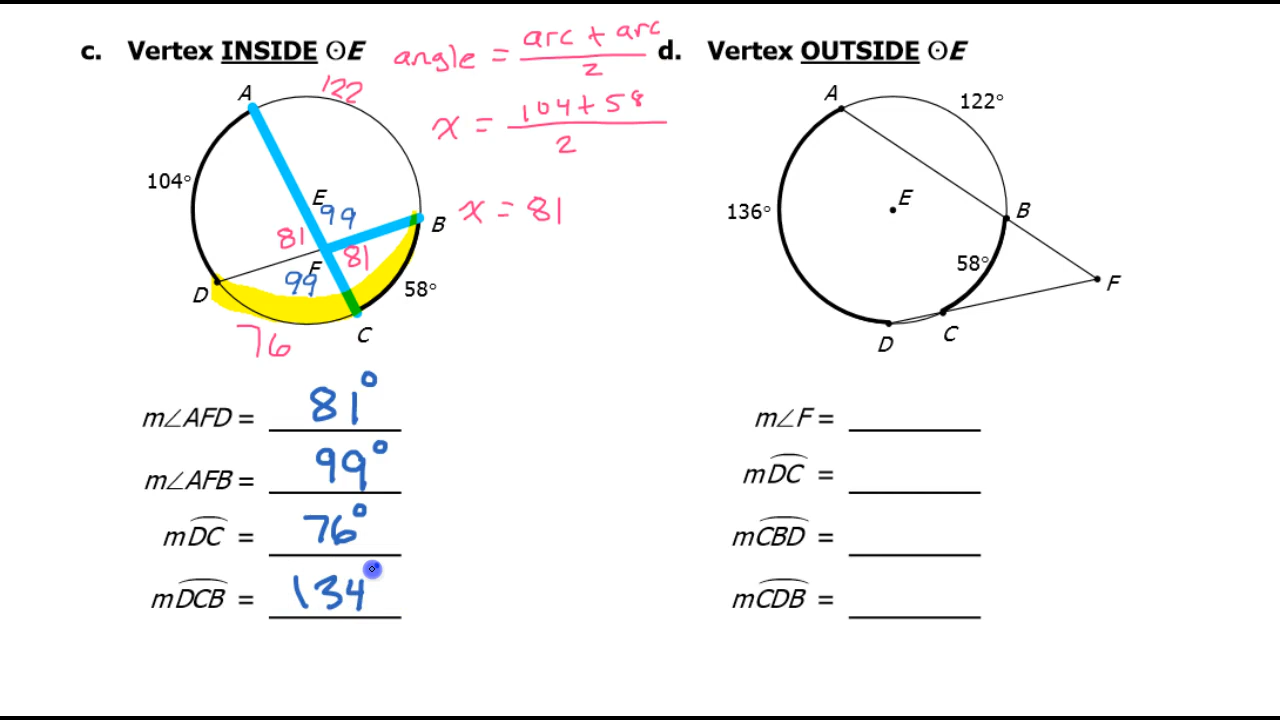 c. Vertex INSIDE ⊙E
angle = arc + arc / 2
122
A
x = 104 + 58 / 2
104°
E
99
x = 81
B
81
81
F
99
D
58°
76
C
m∠AFD = 81°
m∠AFB = 99°
mDC = 76°
mDCB = 134°
d. Vertex OUTSIDE ⊙E
A
122°
E
B
136°
58°
F
C
D
m∠F =
mDC =
mCBD =
mCDB =